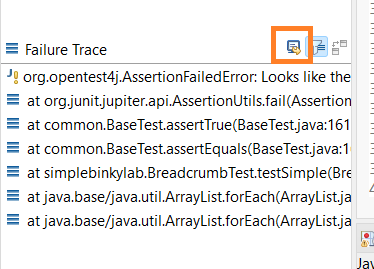 Failure Trace
org.opentest4j.AssertionFailedError: Looks like the
at org.junit.jupiter.api.AssertionUtils.fail(Assertion
at common.BaseTest.assertTrue(BaseTest.java:161
at common.BaseTest.assertEquals(BaseTest.java:1
at simplebinkylab.BreadcrumbTest.testSimple(Bre
at java.base/java.util.ArrayList.forEach(ArrayList.ja
at java.base/java.util.ArrayList.forEach(ArrayList.ja
Jav